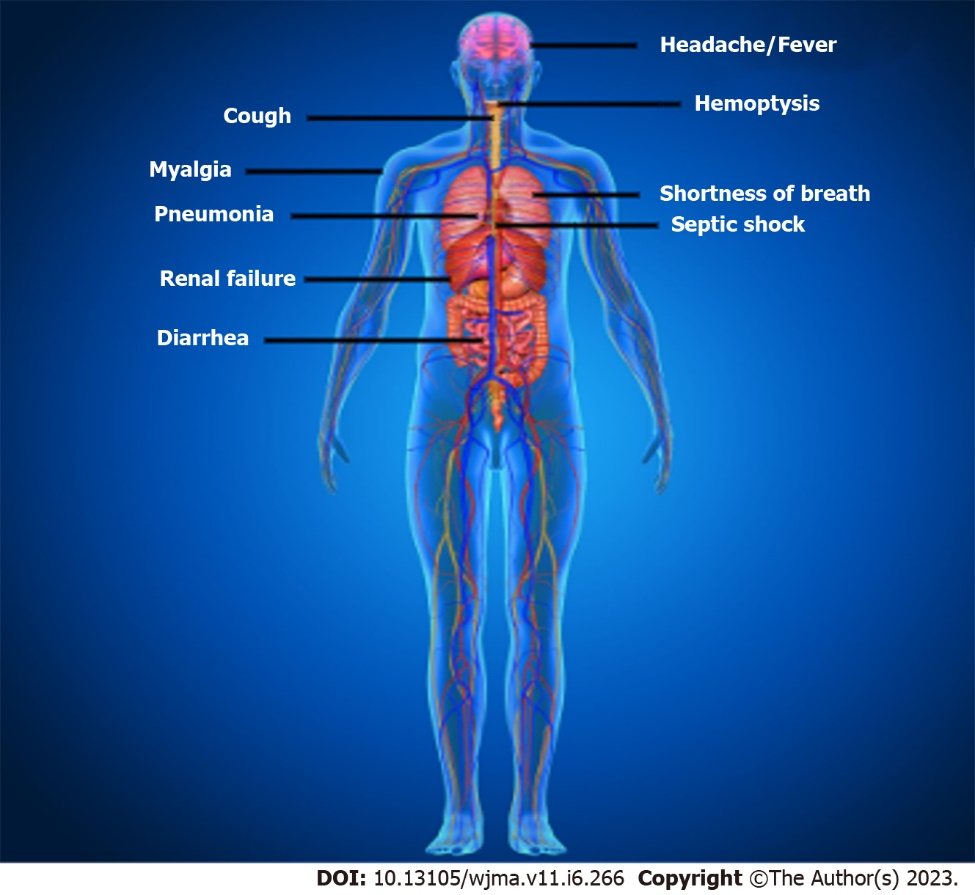 Headache/Fever
Hemoptysis
Cough
Myalgia
Shortness of breath
Pneumonia
Septic shock
Renal failure
Diarrhea
DOI: 10.13105/wjma.v11.i6.266 Copyright ©The Author(s) 2023.